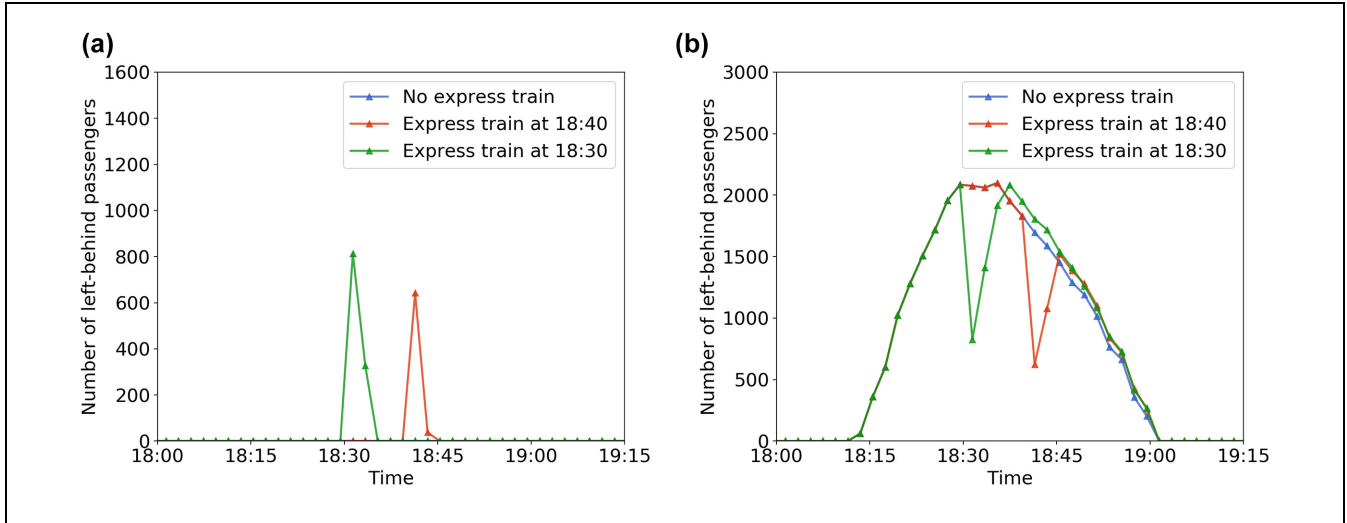 (a)
Number of left-behind passengers
1600
1400
1200
1000
800
600
400
200
0
18:00 18:15 18:30 18:45 19:00 19:15
Time
No express train
Express train at 18:40
Express train at 18:30
(b)
Number of left-behind passengers
3000
2500
2000
1500
1000
500
0
18:00 18:15 18:30 18:45 19:00 19:15
Time
No express train
Express train at 18:40
Express train at 18:30